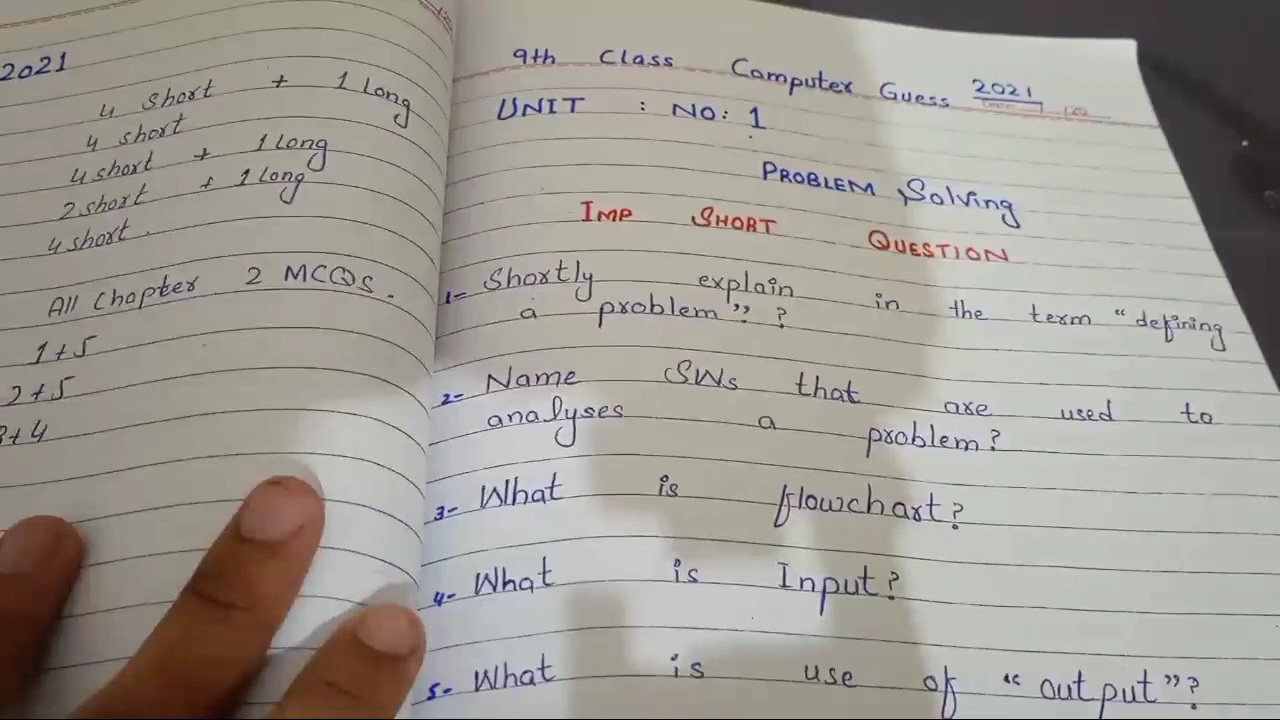 2021
4 short + 1 Long
4 short
4 short + 1 Long
2 short + 1 Long
4 short.
All Chapter 2 MCQs.
1+5
2+5
3+4
9th Class Computer Guess 2021
UNIT : NO: 1
PROBLEM Solving
IMP SHORT QUESTION
1- Shortly explain in the term "defining
a problem"?
2- Name SWs that are used to
analyses a problem?
3- What is flowchart?
4- What is Input?
5- What is use of "output"?